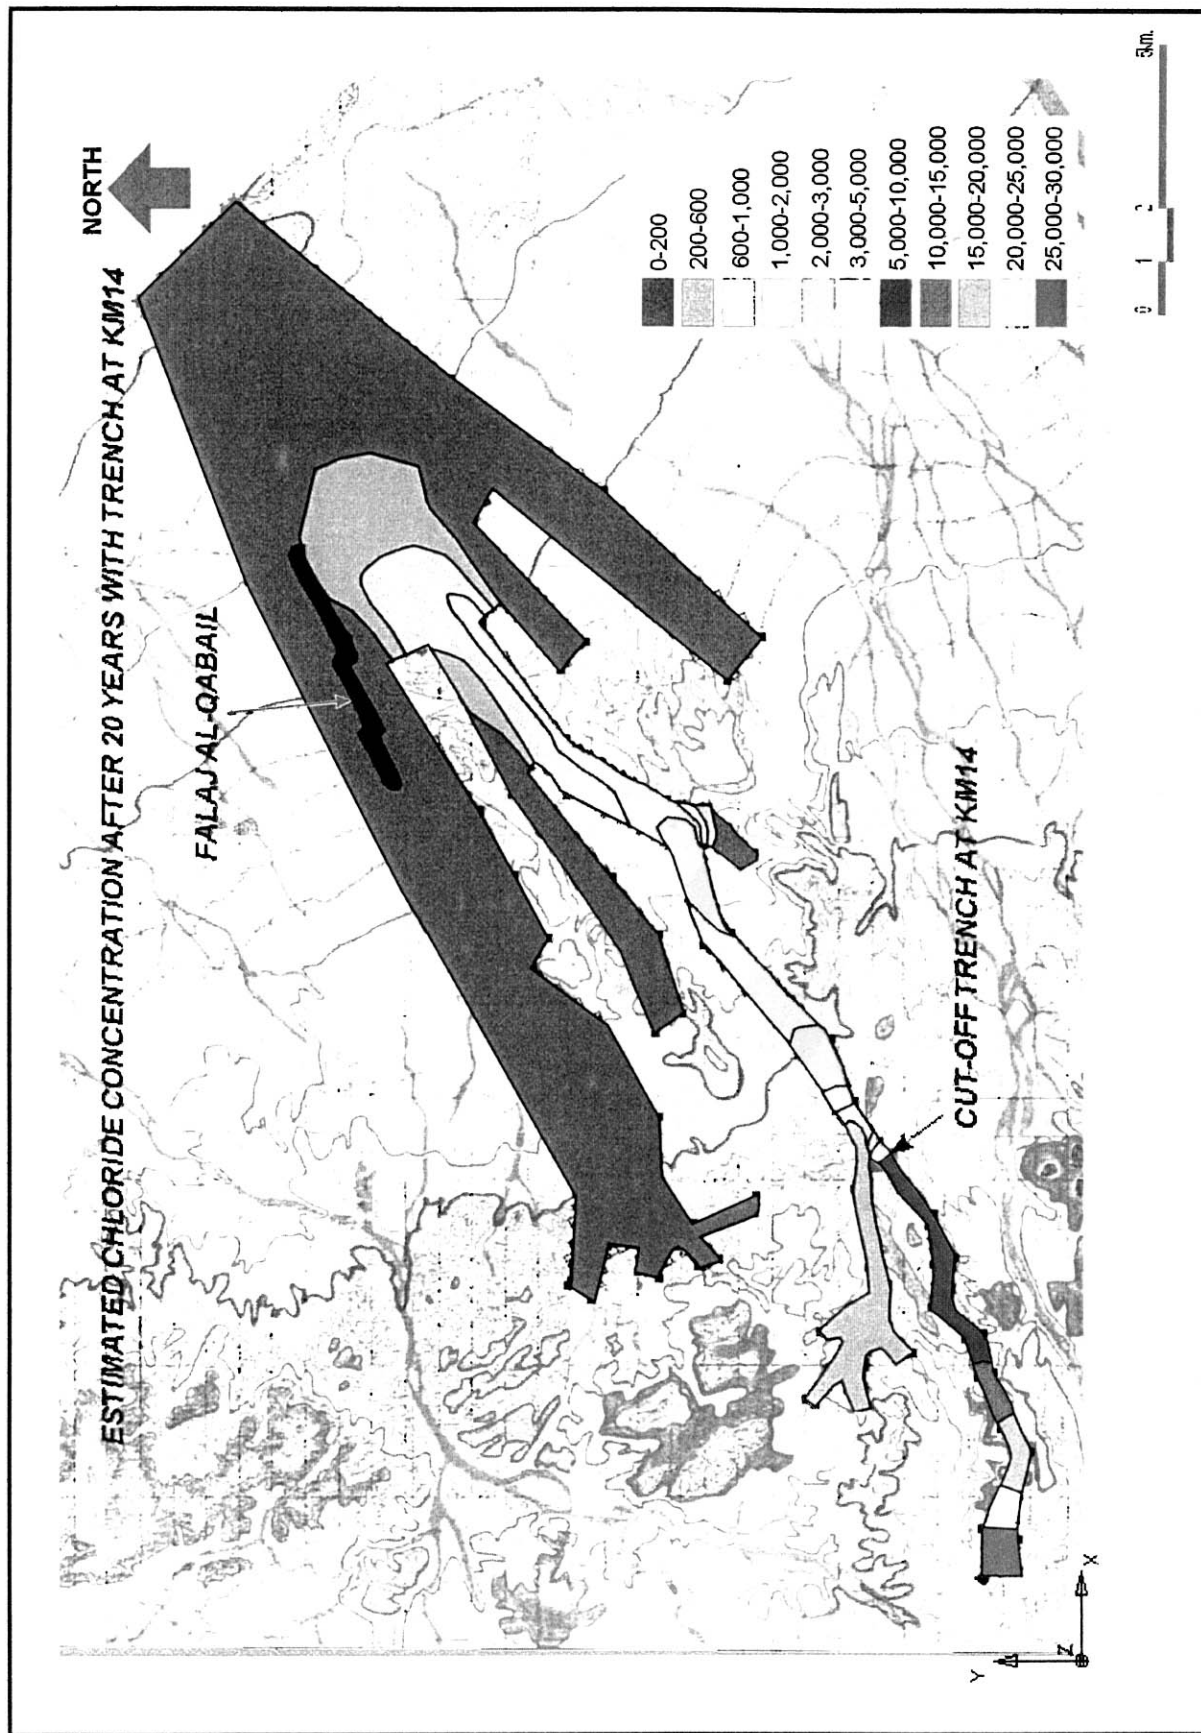 ESTIMATED CHLORIDE CONCENTRATION AFTER 20 YEARS WITH TRENCH AT KM14
NORTH
FALAJ AL-QABAIL
CUT-OFF TRENCH AT KM14
0-200
200-600
600-1,000
1,000-2,000
2,000-3,000
3,000-5,000
5,000-10,000
10,000-15,000
15,000-20,000
20,000-25,000
25,000-30,000
0 1 2 5km.
Y
Z
X